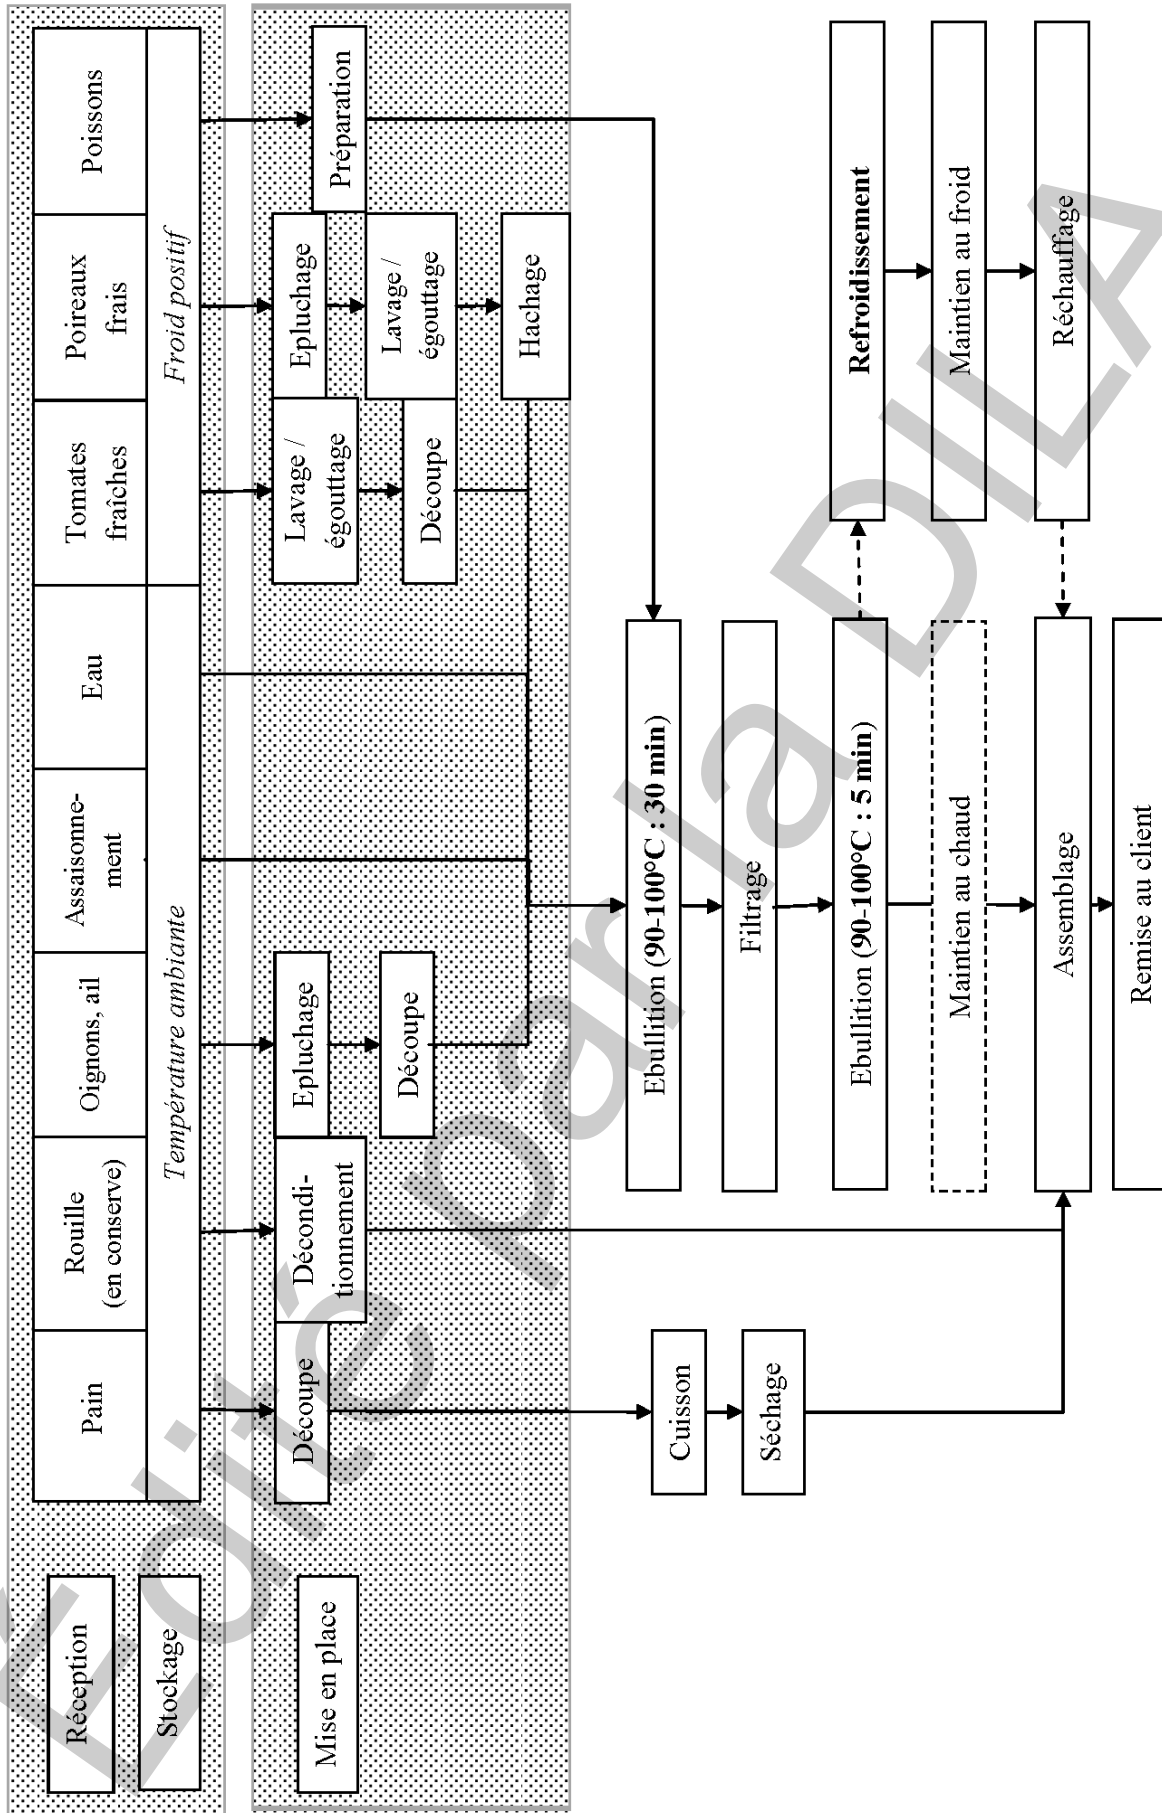 Réception
Pain
Rouille
(en conserve)
Oignons, ail
Assaisonne-
ment
Eau
Tomates
fraîches
Poireaux
frais
Poissons
Stockage
Température ambiante
Froid positif
Mise en place
Découpe
Décondi-
tionnement
Epluchage
Découpe
Lavage /
égouttage
Découpe
Epluchage
Lavage /
égouttage
Hachage
Préparation
Ebullition (90-100°C : 30 min)
Cuisson
Filtrage
Séchage
Ebullition (90-100°C : 5 min)
Refroidissement
Maintien au chaud
Maintien au froid
Assemblage
Réchauffage
Remise au client
Édité par la DILA